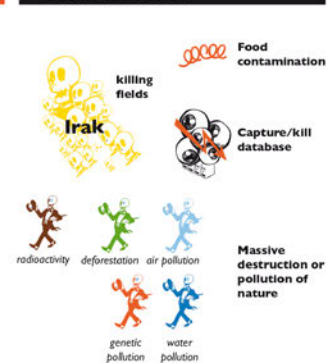 Food
contamination
killing
fields
Irak
Capture/kill
database
radioactivity deforestation air pollution
Massive
destruction or
pollution of
nature
genetic
pollution
water
pollution